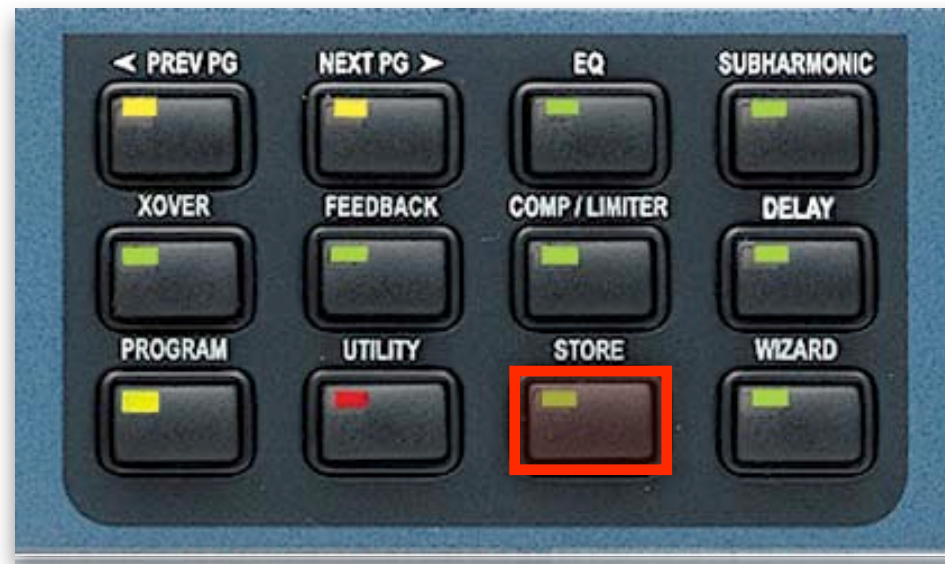 < PREV PG NEXT PG > EQ SUBHARMONIC
XOVER FEEDBACK COMP / LIMITER DELAY
PROGRAM UTILITY STORE WIZARD